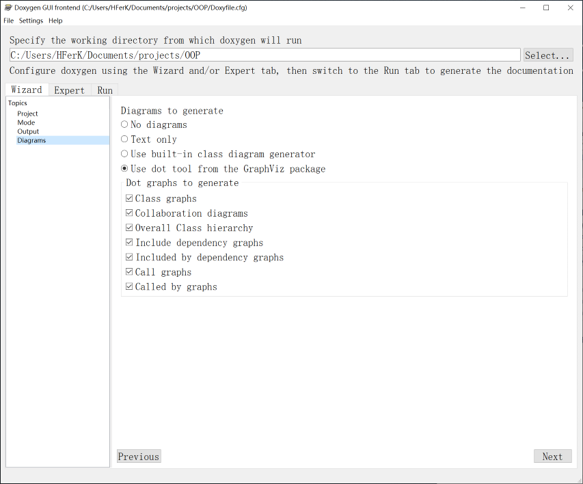 Doxygen GUI frontend (C:/Users/HFerK/Documents/projects/OOP/Doxyfile.cfg)
File Settings Help
Specify the working directory from which doxygen will run
C:/Users/HFerK/Documents/projects/OOP
Select...
Configure doxygen using the Wizard and/or Expert tab, then switch to the Run tab to generate the documentation
Wizard Expert Run
Topics
Project
Mode
Output
Diagrams
Diagrams to generate
No diagrams
Text only
Use built-in class diagram generator
Use dot tool from the GraphViz package
Dot graphs to generate
Class graphs
Collaboration diagrams
Overall Class hierarchy
Include dependency graphs
Included by dependency graphs
Call graphs
Called by graphs
Previous
Next